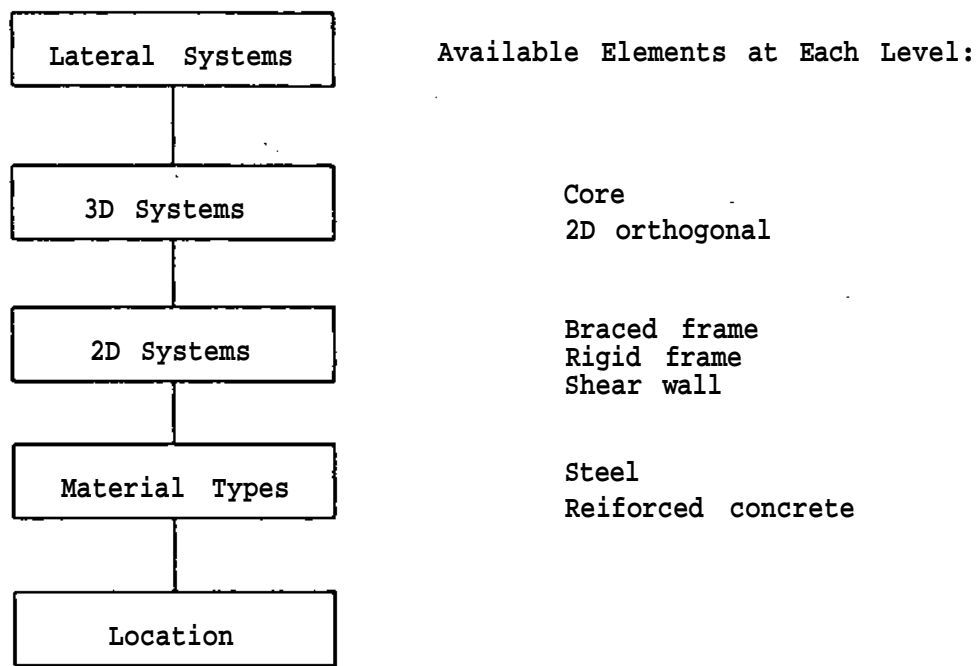 Lateral Systems
Available Elements at Each Level:
3D Systems
Core
2D orthogonal
2D Systems
Braced frame
Rigid frame
Shear wall
Material Types
Steel
Reiforced concrete
Location